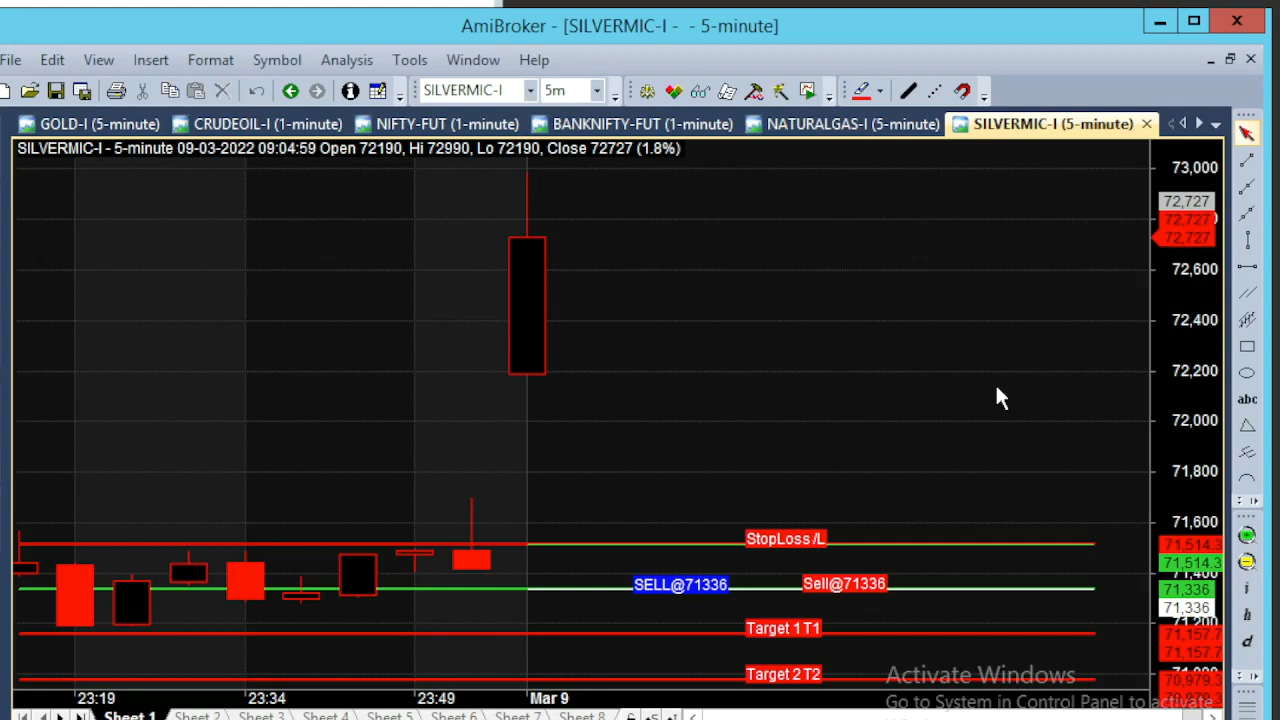 AmiBroker - [SILVERMIC-I - - 5-minute]
File Edit View Insert Format Symbol Analysis Tools Window Help
SILVERMIC-I 5m
GOLD-I (5-minute) CRUDEOIL-I (1-minute) NIFTY-FUT (1-minute) BANKNIFTY-FUT (1-minute) NATURALGAS-I (5-minute) SILVERMIC-I (5-minute)
SILVERMIC-I - 5-minute 09-03-2022 09:04:59 Open 72190, Hi 72990, Lo 72190, Close 72727 (1.8%)
73,000
72,727
72,727
72,727
72,600
72,400
72,200
72,000
71,800
71,600
StopLoss /L
71,514.3
71,514.3
abc
SELL@71336 Sell@71336
71,336
71,336
Target 1 T1
71,157.7
71,157.7
Target 2 T2
70,979.3
Activate Windows
23:19 23:34 23:49 Mar 9
Go to System in Control Panel to activate
Sheet 1 Sheet 2 Sheet 3 Sheet 4 Sheet 5 Sheet 6 Sheet 7 Sheet 8